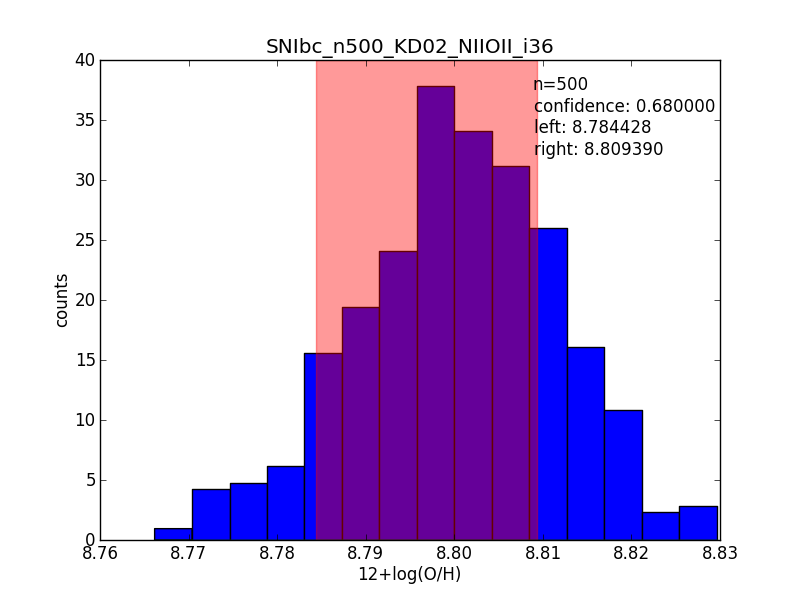 SNIbc_n500_KD02_NIIOII_i36
n=500
confidence: 0.680000
left: 8.784428
right: 8.809390
40
35
30
25
20
15
10
5
0
counts
8.76 8.77 8.78 8.79 8.80 8.81 8.82 8.83
12+log(O/H)